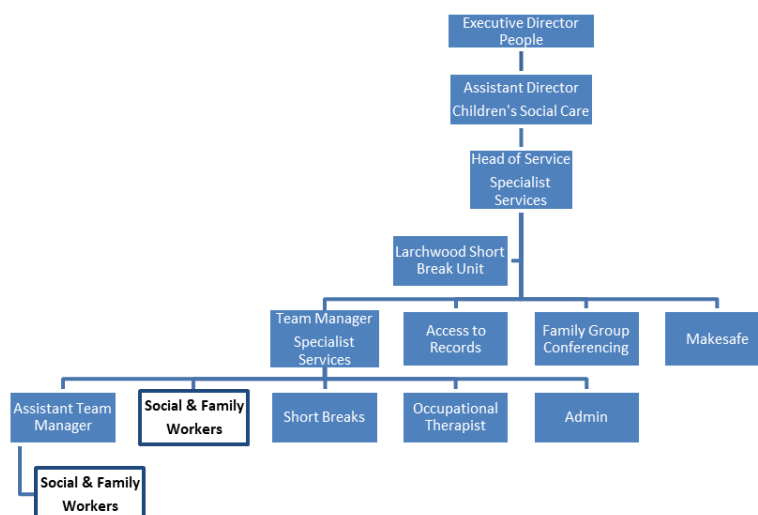 Executive Director
People
Assistant Director
Children's Social Care
Head of Service
Specialist
Services
Larchwood Short
Break Unit
Team Manager
Specialist
Services
Access to
Records
Family Group
Conferencing
Makesafe
Assistant Team
Manager
Social & Family
Workers
Short Breaks
Occupational
Therapist
Admin
Social & Family
Workers